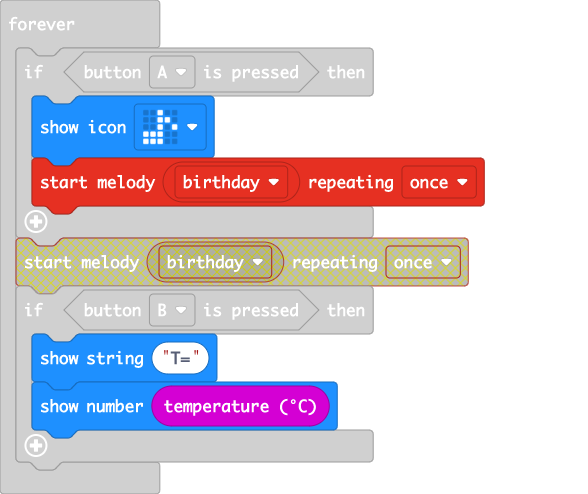 forever
if button A is pressed then
show icon
start melody birthday repeating once
start melody birthday repeating once
if button B is pressed then
show string "T="
show number temperature (°C)